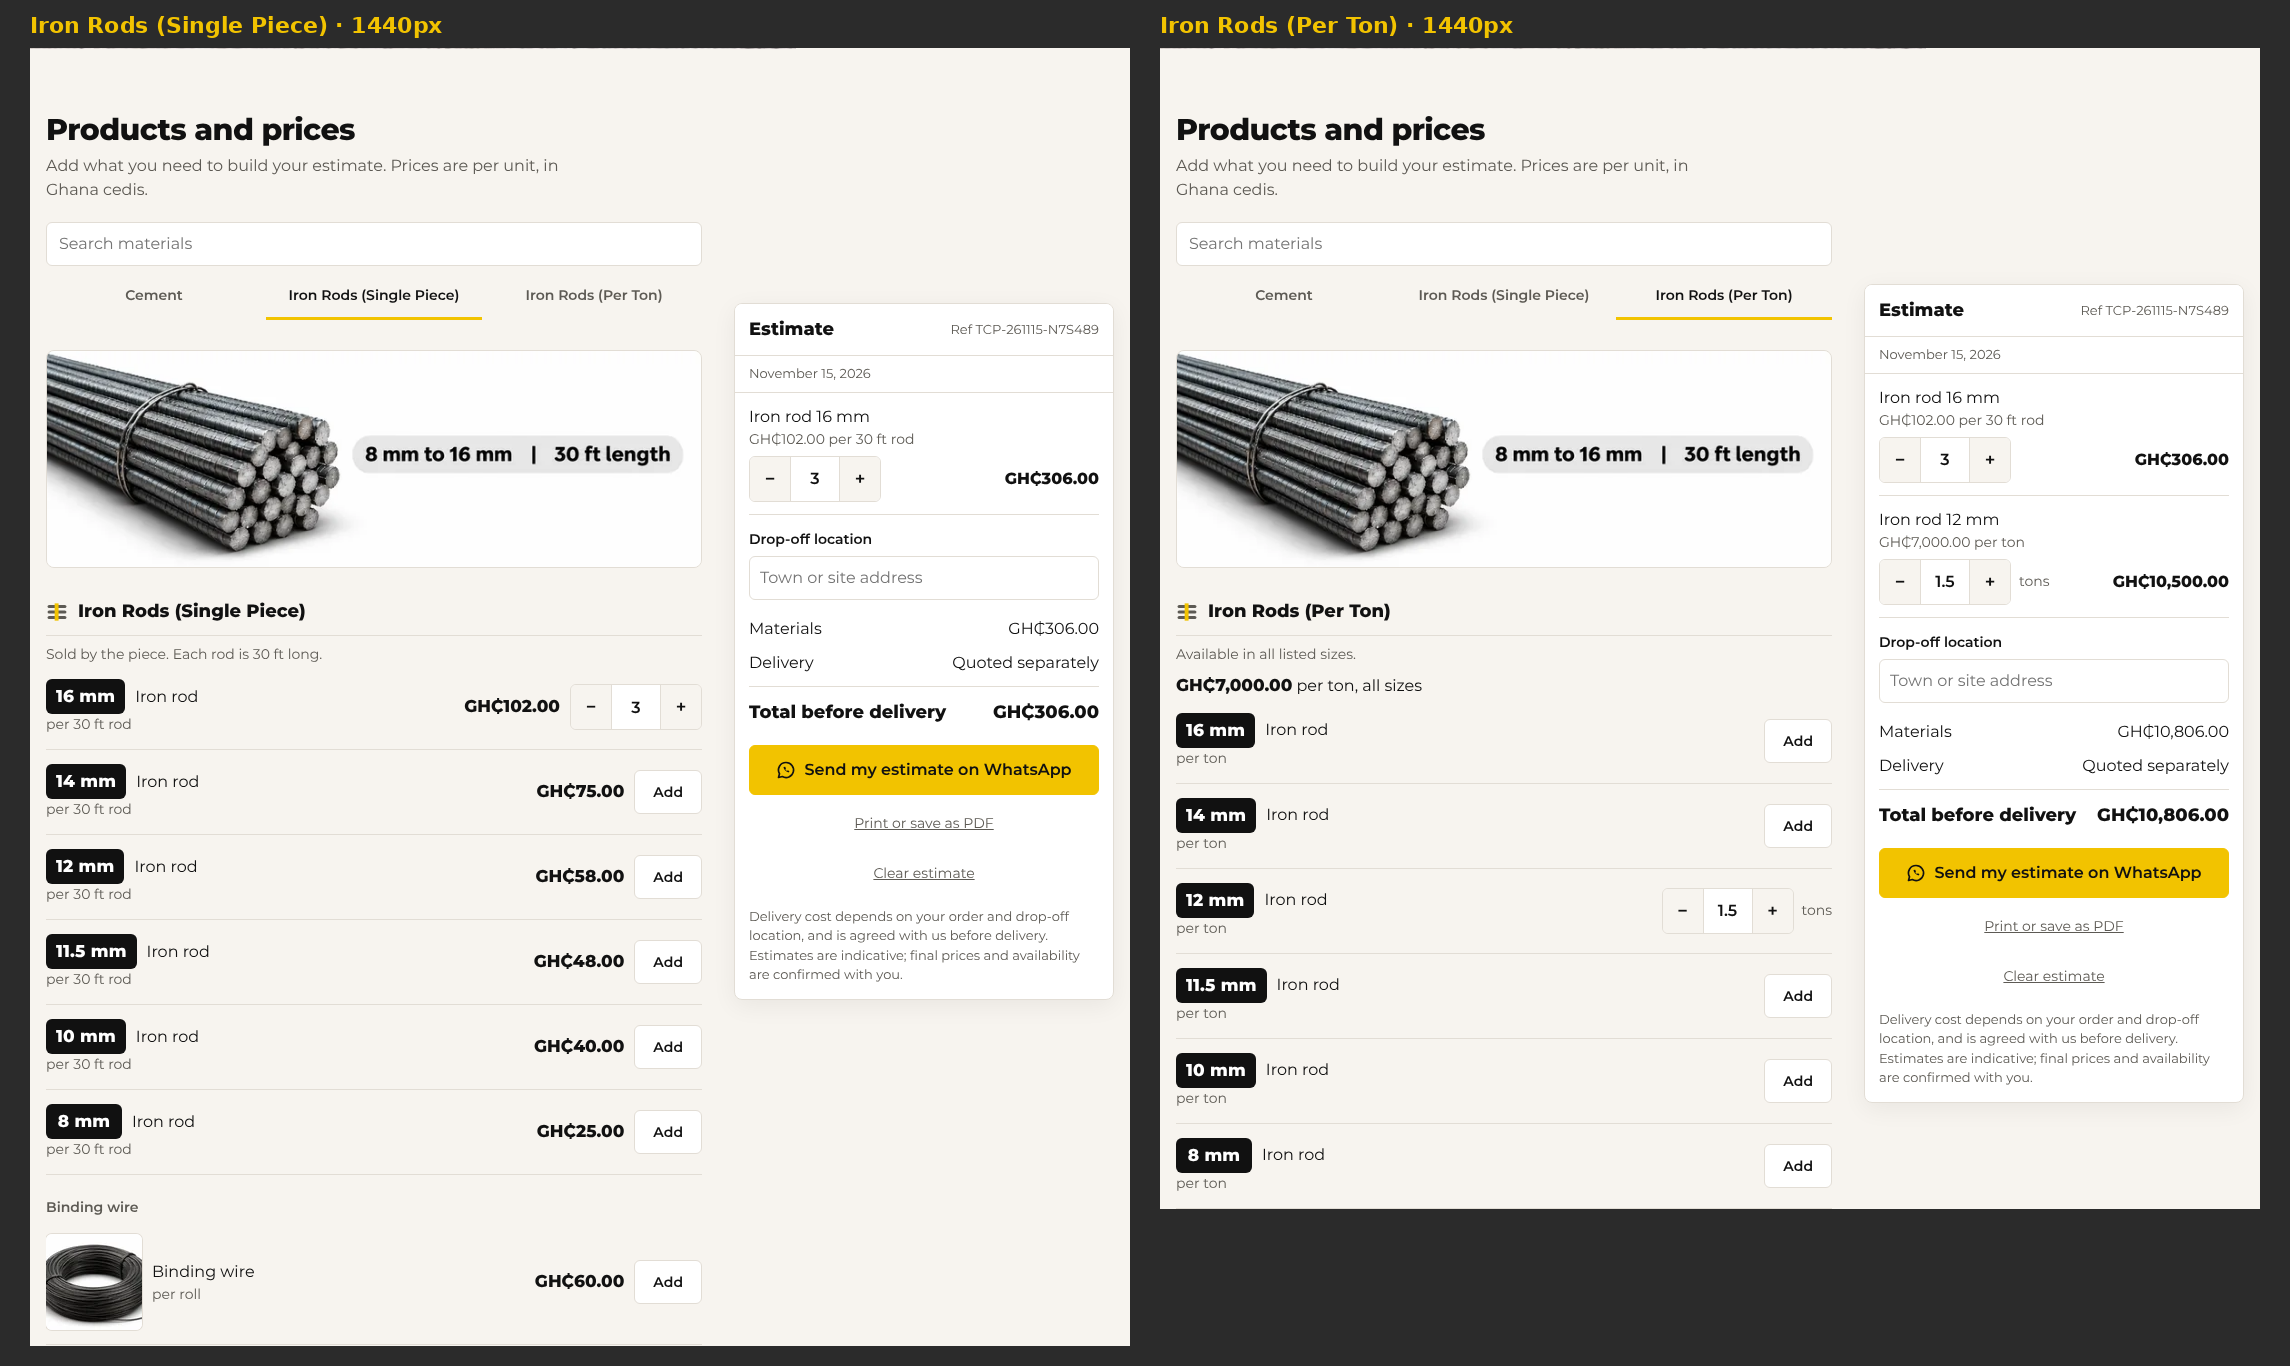 Iron Rods (Single Piece) · 1440px
Products and prices
Add what you need to build your estimate. Prices are per unit, in
Ghana cedis.
Search materials
Cement
Iron Rods (Single Piece)
Iron Rods (Per Ton)
8 mm to 16 mm | 30 ft length
Iron Rods (Single Piece)
Sold by the piece. Each rod is 30 ft long.
16 mm Iron rod GH₵102.00 − 3 +
per 30 ft rod
14 mm Iron rod GH₵75.00 Add
per 30 ft rod
12 mm Iron rod GH₵58.00 Add
per 30 ft rod
11.5 mm Iron rod GH₵48.00 Add
per 30 ft rod
10 mm Iron rod GH₵40.00 Add
per 30 ft rod
8 mm Iron rod GH₵25.00 Add
per 30 ft rod
Binding wire
Binding wire GH₵60.00 Add
per roll
Estimate Ref TCP-261115-N7S489
November 15, 2026
Iron rod 16 mm
GH₵102.00 per 30 ft rod
− 3 + GH₵306.00
Drop-off location
Town or site address
Materials GH₵306.00
Delivery Quoted separately
Total before delivery GH₵306.00
Send my estimate on WhatsApp
Print or save as PDF
Clear estimate
Delivery cost depends on your order and drop-off
location, and is agreed with us before delivery.
Estimates are indicative; final prices and availability
are confirmed with you.
Iron Rods (Per Ton) · 1440px
Products and prices
Add what you need to build your estimate. Prices are per unit, in
Ghana cedis.
Search materials
Cement
Iron Rods (Single Piece)
Iron Rods (Per Ton)
8 mm to 16 mm | 30 ft length
Iron Rods (Per Ton)
Available in all listed sizes.
GH₵7,000.00 per ton, all sizes
16 mm Iron rod Add
per ton
14 mm Iron rod Add
per ton
12 mm Iron rod − 1.5 + tons
per ton
11.5 mm Iron rod Add
per ton
10 mm Iron rod Add
per ton
8 mm Iron rod Add
per ton
Estimate Ref TCP-261115-N7S489
November 15, 2026
Iron rod 16 mm
GH₵102.00 per 30 ft rod
− 3 + GH₵306.00
Iron rod 12 mm
GH₵7,000.00 per ton
− 1.5 + tons GH₵10,500.00
Drop-off location
Town or site address
Materials GH₵10,806.00
Delivery Quoted separately
Total before delivery GH₵10,806.00
Send my estimate on WhatsApp
Print or save as PDF
Clear estimate
Delivery cost depends on your order and drop-off
location, and is agreed with us before delivery.
Estimates are indicative; final prices and availability
are confirmed with you.